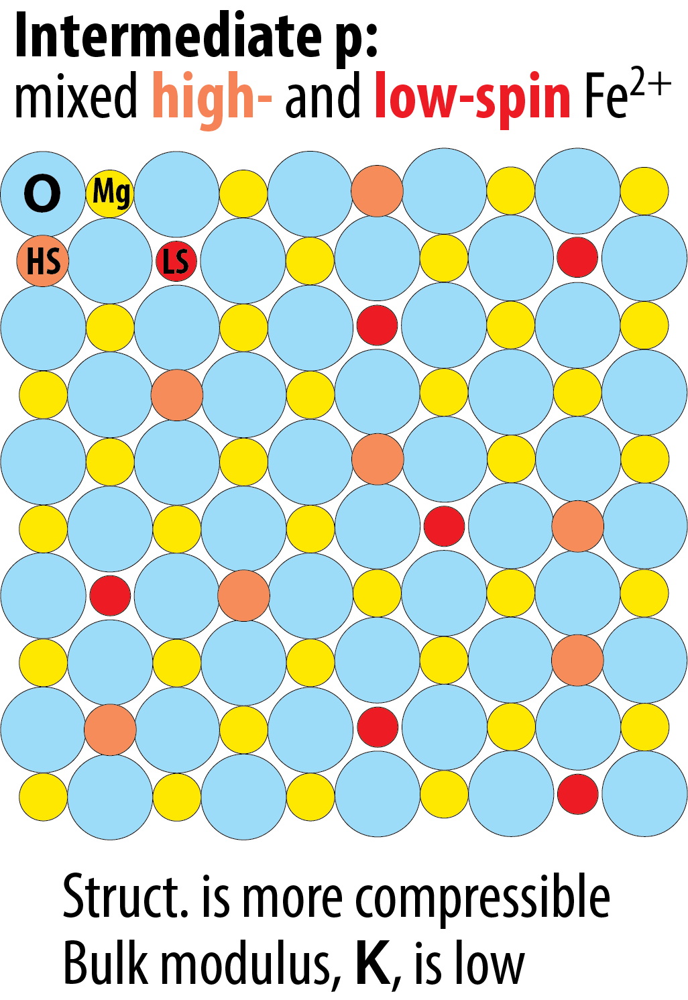 Intermediate p:
mixed high- and low-spin Fe²⁺
O Mg
HS LS
Struct. is more compressible
Bulk modulus, K, is low